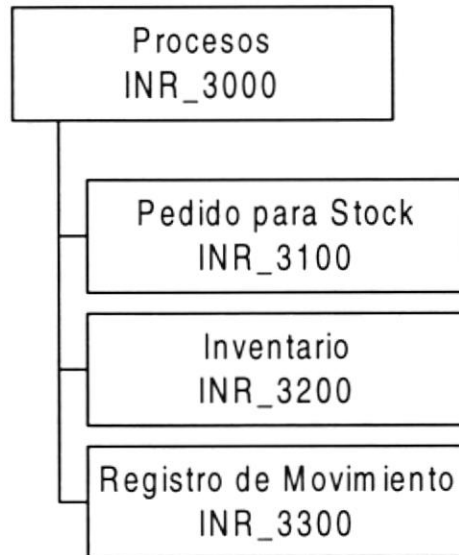 Procesos
INR_3000
Pedido para Stock
INR_3100
Inventario
INR_3200
Registro de Movimiento
INR_3300